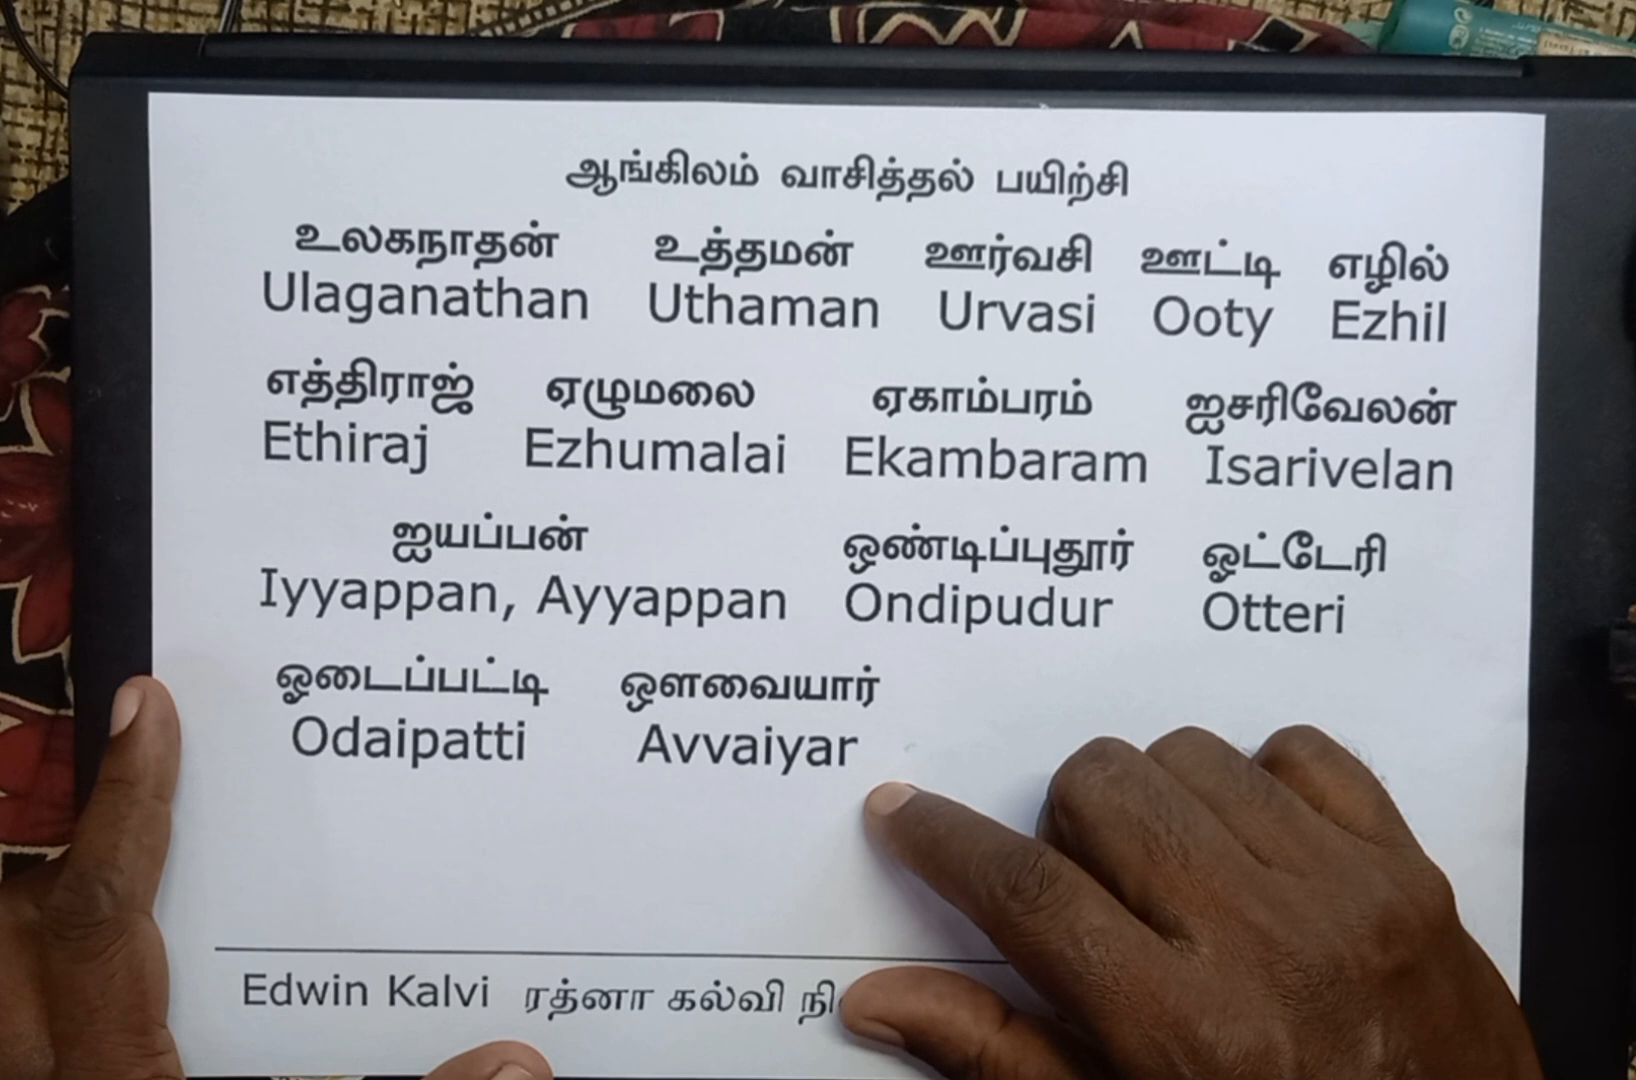 ஆங்கிலம் வாசித்தல் பயிற்சி
உலகநாதன் உத்தமன் ஊர்வசி ஊட்டி எழில்
Ulaganathan Uthaman Urvasi Ooty Ezhil
எத்திராஜ் ஏழுமலை ஏகாம்பரம் ஐசரிவேலன்
Ethiraj Ezhumalai Ekambaram Isarivelan
ஐயப்பன் ஒண்டிப்புதூர் ஓட்டேரி
Iyyappan, Ayyappan Ondipudur Otteri
ஓடைப்பட்டி ஔவையார்
Odaipatti Avvaiyar
Edwin Kalvi ரத்னா கல்வி